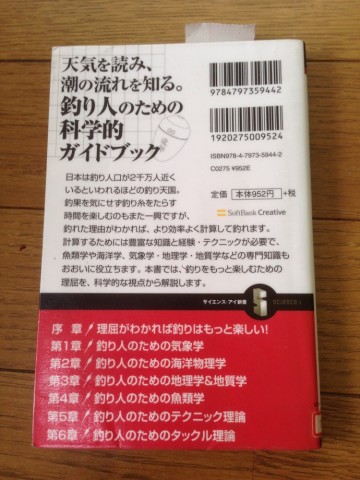 天気を読み、
潮の流れを知る。
釣り人のための
科学的
ガイドブック
9784797359442
1920275009524
ISBN978-4-7973-5944-2
C0275 ¥952E
定価 本体952円 +税
SoftBank Creative
日本は釣り人口が2千万人近く
いるといわれるほどの釣り天国。
釣果を気にせず釣り糸をたらす
時間を楽しむのもまた一興ですが、
釣れた理由がわかれば、より効率よく計算して釣れます。
計算するためには豊富な知識と経験・テクニックが必要で、
魚類学や海洋学、気象学・地理学・地質学などの専門知識も
おおいに役立ちます。本書では、釣りをもっと楽しむための
理屈を、科学的な視点から解説します。
サイエンス・アイ新書
SCIENCE i
序 章 理屈がわかれば釣りはもっと楽しい!
第1章 釣り人のための気象学
第2章 釣り人のための海洋物理学
第3章 釣り人のための地理学&地質学
第4章 釣り人のための魚類学
第5章 釣り人のためのテクニック理論
第6章 釣り人のためのタックル理論